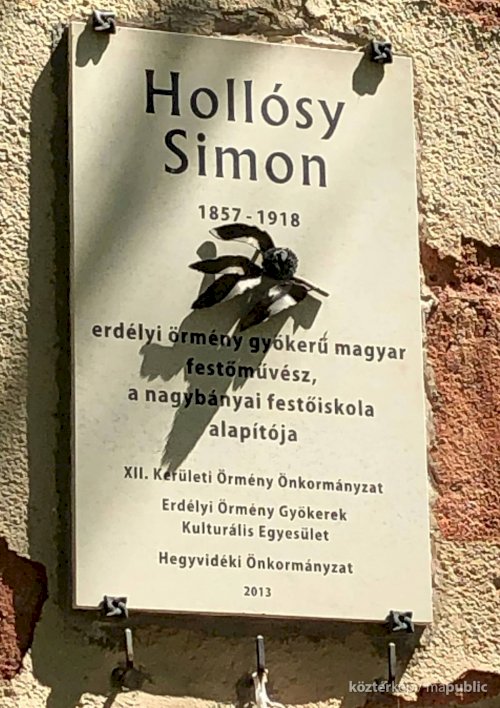 Hollósy
Simon
1857 - 1918
erdélyi örmény gyökerű magyar
festőművész,
a nagybányai festőiskola
alapítója
XII. Kerületi Örmény Önkormányzat
Erdélyi Örmény Gyökerek
Kulturális Egyesület
Hegyvidéki Önkormányzat
2013
köztérkép / mapublic